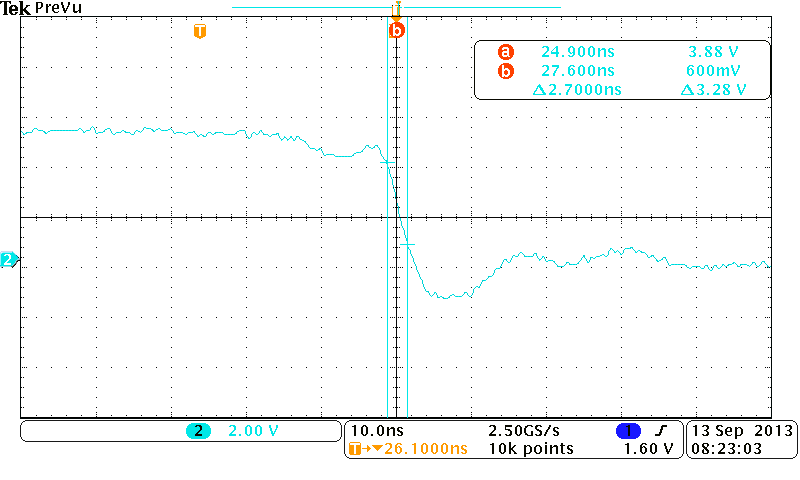 Tek PreVu
T
b
a 24.900ns 3.88 V
b 27.600ns 600mV
Δ2.7000ns Δ3.28 V
2
2 2.00 V
10.0ns 2.50GS/s 1 1.60 V
T→▼26.1000ns 10k points
13 Sep 2013
08:23:03